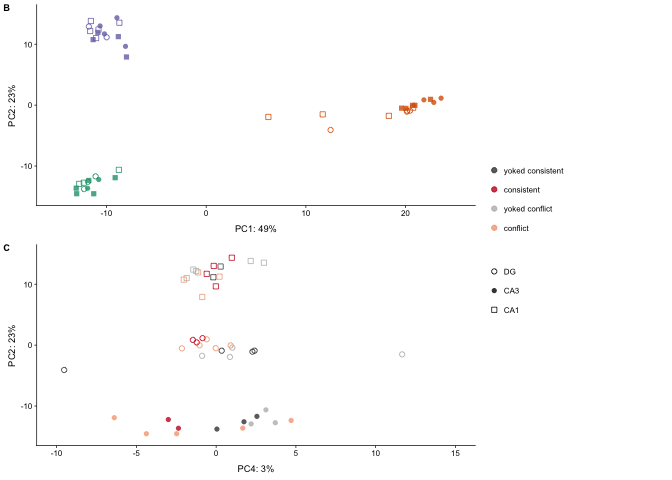 B
10
0
-10
PC2: 23%
-10
0
10
20
PC1: 49%
yoked consistent
consistent
yoked conflict
conflict
C
DG
CA3
CA1
10
0
-10
PC2: 23%
-10
-5
0
5
10
15
PC4: 3%